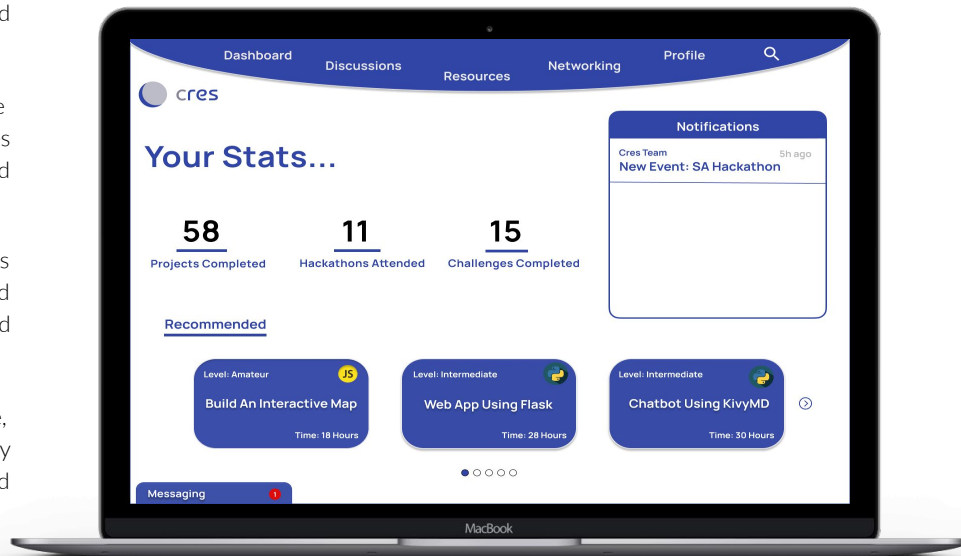 Dashboard
Discussions
Resources
Networking
Profile
cres
Your Stats...
58
Projects Completed
11
Hackathons Attended
15
Challenges Completed
Notifications
Cres Team 5h ago
New Event: SA Hackathon
Recommended
Level: Amateur
JS
Build An Interactive Map
Time: 18 Hours
Level: Intermediate
Web App Using Flask
Time: 28 Hours
Level: Intermediate
Chatbot Using KivyMD
Time: 30 Hours
Messaging 1
MacBook